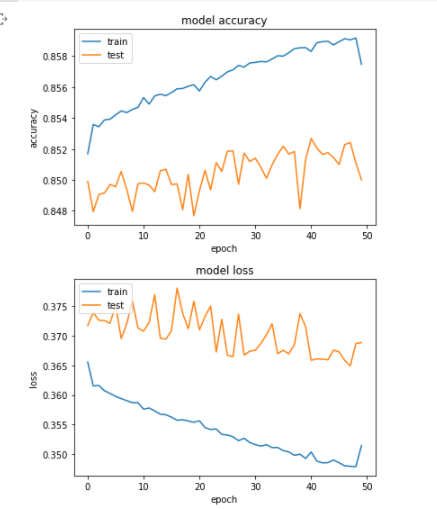 model accuracy
train
test
0.858
0.856
0.854
0.852
0.850
0.848
accuracy
0
10
20
30
40
50
epoch
model loss
train
test
0.375
0.370
0.365
0.360
0.355
0.350
loss
0
10
20
30
40
50
epoch